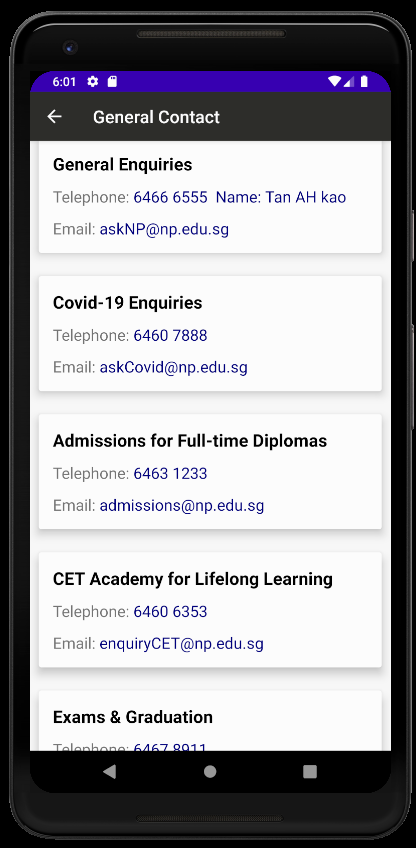 6:01
General Contact
General Enquiries
Telephone: 6466 6555  Name: Tan AH kao
Email: askNP@np.edu.sg
Covid-19 Enquiries
Telephone: 6460 7888
Email: askCovid@np.edu.sg
Admissions for Full-time Diplomas
Telephone: 6463 1233
Email: admissions@np.edu.sg
CET Academy for Lifelong Learning
Telephone: 6460 6353
Email: enquiryCET@np.edu.sg
Exams & Graduation
Telephone: 6467 8911